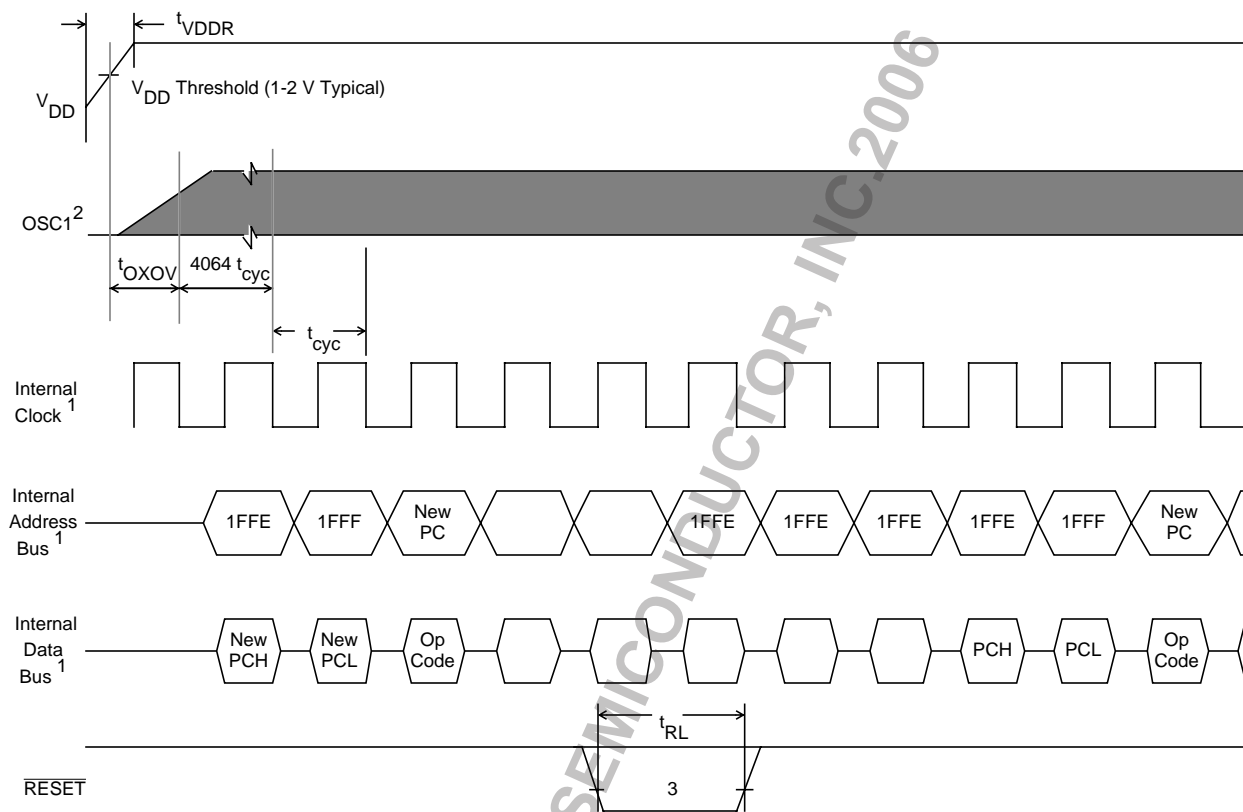 tVDDR
VDD Threshold (1-2 V Typical)
VDD
OSC1²
tOXOV
4064 tcyc
tcyc
Internal
Clock ¹
Internal
Address
Bus ¹
1FFE
1FFF
New
PC
1FFE
1FFE
1FFE
1FFE
1FFF
New
PC
Internal
Data
Bus ¹
New
PCH
New
PCL
Op
Code
PCH
PCL
Op
Code
tRL
RESET
3
SEMICONDUCTOR, INC.2006